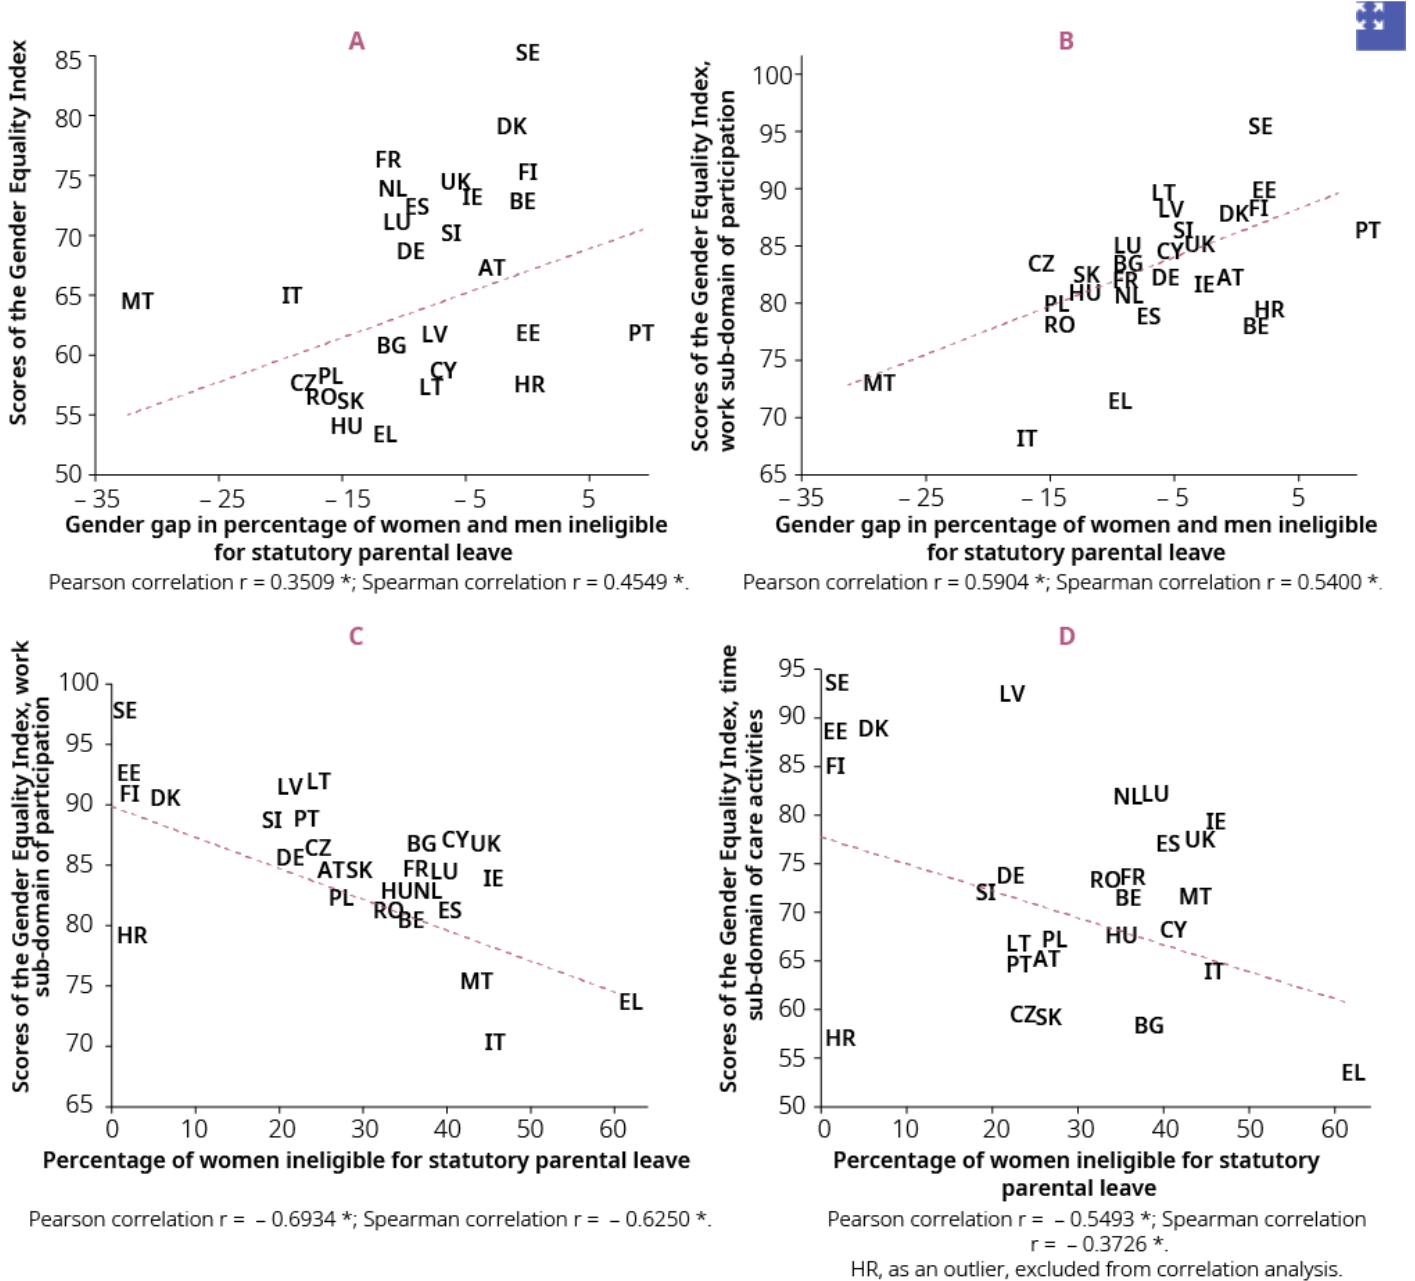 A
Scores of the Gender Equality Index
85
80
75
70
65
60
55
50
SE
DK
FR
FI
UK
NL
IE
BE
ES
LU
SI
DE
AT
IT
MT
EE
PT
LV
BG
CY
PL
CZ
LT
HR
RO
SK
HU
EL
– 35
– 25
– 15
– 5
5
Gender gap in percentage of women and men ineligible
for statutory parental leave
Pearson correlation r = 0.3509 *; Spearman correlation r = 0.4549 *.
B
Scores of the Gender Equality Index,
work sub-domain of participation
100
95
90
85
80
75
70
65
SE
LT
EE
LV
FI
DK
SI
PT
LU
UK
CY
CZ
BG
SK
FR
DE
AT
IE
HU
NL
PL
HR
ES
RO
BE
MT
EL
IT
– 35
– 25
– 15
– 5
5
Gender gap in percentage of women and men ineligible
for statutory parental leave
Pearson correlation r = 0.5904 *; Spearman correlation r = 0.5400 *.
C
Scores of the Gender Equality Index, work
sub-domain of participation
100
95
90
85
80
75
70
65
SE
EE
LV
LT
FI
DK
SI
PT
CY
BG
UK
CZ
DE
AT
SK
FR
LU
IE
HU
NL
PL
RO
ES
BE
HR
MT
EL
IT
0
10
20
30
40
50
60
Percentage of women ineligible for statutory parental leave
Pearson correlation r = – 0.6934 *; Spearman correlation r = – 0.6250 *.
D
Scores of the Gender Equality Index, time
sub-domain of care activities
95
90
85
80
75
70
65
60
55
50
SE
LV
EE
DK
FI
NL
LU
IE
UK
ES
DE
RO
FR
SI
BE
MT
CY
HU
PL
LT
AT
PT
IT
CZ
SK
BG
HR
EL
0
10
20
30
40
50
60
Percentage of women ineligible for statutory
parental leave
Pearson correlation r = – 0.5493 *; Spearman correlation
r = – 0.3726 *.
HR, as an outlier, excluded from correlation analysis.